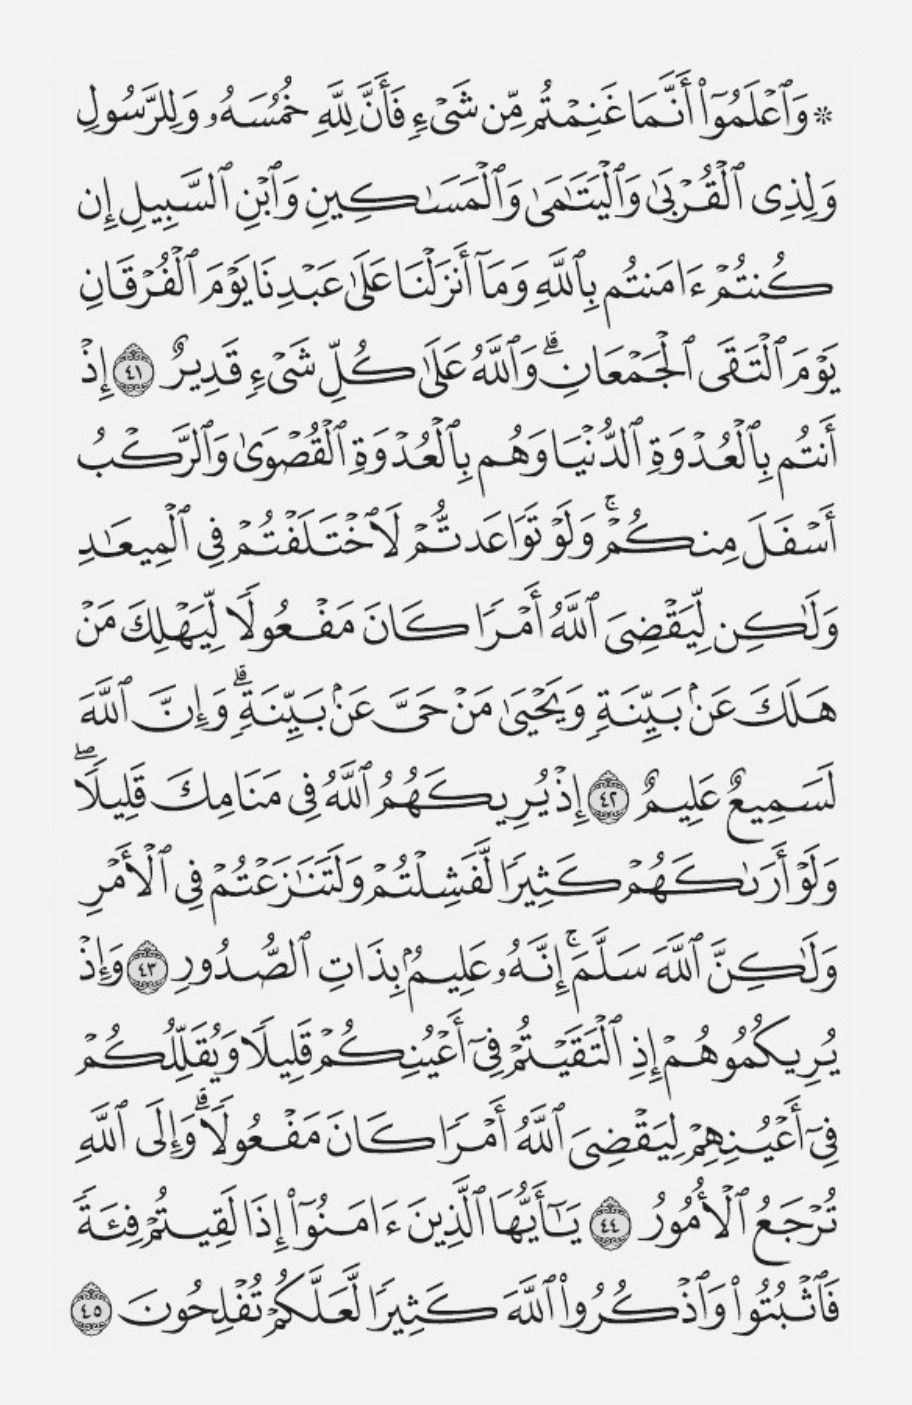 ۞ وَٱعۡلَمُوٓاْ أَنَّمَا غَنِمۡتُم مِّن شَيۡءٖ فَأَنَّ لِلَّهِ خُمُسَهُۥ وَلِلرَّسُولِ
وَلِذِي ٱلۡقُرۡبَىٰ وَٱلۡيَتَٰمَىٰ وَٱلۡمَسَٰكِينِ وَٱبۡنِ ٱلسَّبِيلِ إِن
كُنتُمۡ ءَامَنتُم بِٱللَّهِ وَمَآ أَنزَلۡنَا عَلَىٰ عَبۡدِنَا يَوۡمَ ٱلۡفُرۡقَانِ
يَوۡمَ ٱلۡتَقَى ٱلۡجَمۡعَانِۗ وَٱللَّهُ عَلَىٰ كُلِّ شَيۡءٖ قَدِيرٌ ٤١ إِذۡ
أَنتُم بِٱلۡعُدۡوَةِ ٱلدُّنۡيَا وَهُم بِٱلۡعُدۡوَةِ ٱلۡقُصۡوَىٰ وَٱلرَّكۡبُ
أَسۡفَلَ مِنكُمۡۚ وَلَوۡ تَوَاعَدتُّمۡ لَٱخۡتَلَفۡتُمۡ فِي ٱلۡمِيعَٰدِ
وَلَٰكِن لِّيَقۡضِيَ ٱللَّهُ أَمۡرٗا كَانَ مَفۡعُولٗا لِّيَهۡلِكَ مَنۡ
هَلَكَ عَنۢ بَيِّنَةٖ وَيَحۡيَىٰ مَنۡ حَيَّ عَنۢ بَيِّنَةٖۗ وَإِنَّ ٱللَّهَ
لَسَمِيعٌ عَلِيمٌ ٤٢ إِذۡ يُرِيكَهُمُ ٱللَّهُ فِي مَنَامِكَ قَلِيلٗاۖ
وَلَوۡ أَرَىٰكَهُمۡ كَثِيرٗا لَّفَشِلۡتُمۡ وَلَتَنَٰزَعۡتُمۡ فِي ٱلۡأَمۡرِ
وَلَٰكِنَّ ٱللَّهَ سَلَّمَۚ إِنَّهُۥ عَلِيمُۢ بِذَاتِ ٱلصُّدُورِ ٤٣ وَإِذۡ
يُرِيكُمُوهُمۡ إِذِ ٱلۡتَقَيۡتُمۡ فِيٓ أَعۡيُنِكُمۡ قَلِيلٗا وَيُقَلِّلُكُمۡ
فِيٓ أَعۡيُنِهِمۡ لِيَقۡضِيَ ٱللَّهُ أَمۡرٗا كَانَ مَفۡعُولٗاۗ وَإِلَى ٱللَّهِ
تُرۡجَعُ ٱلۡأُمُورُ ٤٤ يَٰٓأَيُّهَا ٱلَّذِينَ ءَامَنُوٓاْ إِذَا لَقِيتُمۡ فِئَةٗ
فَٱثۡبُتُواْ وَٱذۡكُرُواْ ٱللَّهَ كَثِيرٗا لَّعَلَّكُمۡ تُفۡلِحُونَ ٤٥